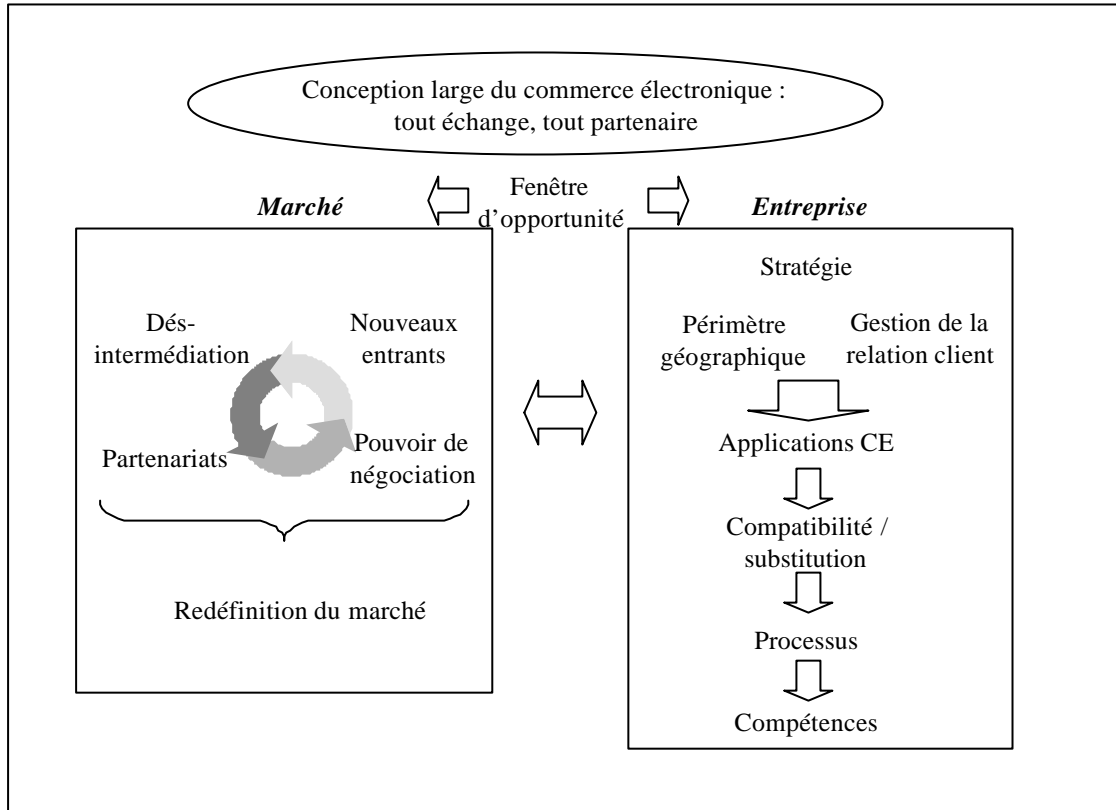 Conception large du commerce électronique :
tout échange, tout partenaire
Fenêtre
d’opportunité
Marché
Dés-
intermédiation
Nouveaux
entrants
Partenariats
Pouvoir de
négociation
Redéfinition du marché
Entreprise
Stratégie
Périmètre
géographique
Gestion de la
relation client
Applications CE
Compatibilité /
substitution
Processus
Compétences